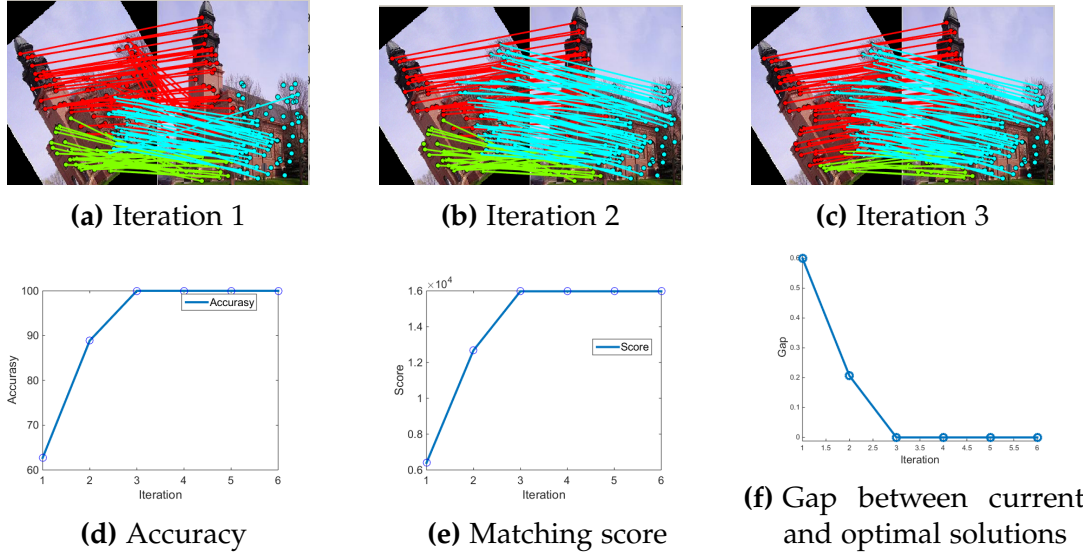 (a) Iteration 1
(b) Iteration 2
(c) Iteration 3
100
90
80
70
60
1
2
3
4
5
6
Accurasy
Iteration
Accurasy
(d) Accuracy
×10⁴
1.6
1.4
1.2
1
0.8
0.6
1
2
3
4
5
6
Score
Iteration
Score
(e) Matching score
0.6
0.5
0.4
0.3
0.2
0.1
0
1
1.5
2
2.5
3
3.5
4
4.5
5
5.5
6
Gap
Iteration
(f) Gap between current
and optimal solutions